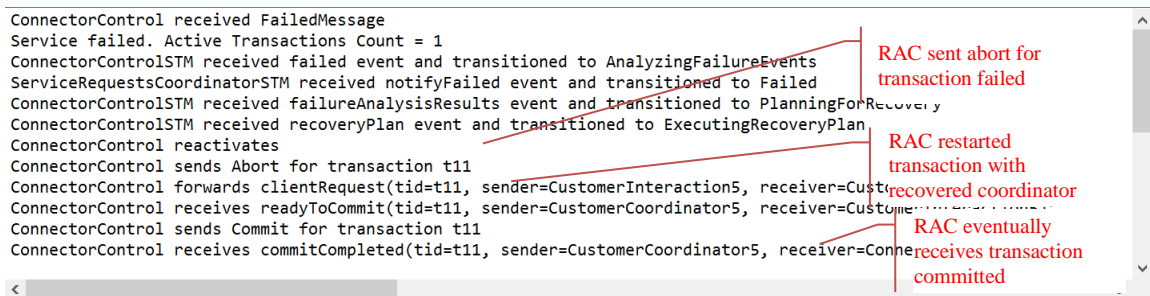 ConnectorControl received FailedMessage
Service failed. Active Transactions Count = 1
ConnectorControlSTM received failed event and transitioned to AnalyzingFailureEvents
ServiceRequestsCoordinatorSTM received notifyFailed event and transitioned to Failed
ConnectorControlSTM received failureAnalysisResults event and transitioned to PlanningForRecovery
ConnectorControlSTM received recoveryPlan event and transitioned to ExecutingRecoveryPlan
ConnectorControl reactivates
ConnectorControl sends Abort for transaction t11
ConnectorControl forwards clientRequest(tid=t11, sender=CustomerInteraction5, receiver=Custo
ConnectorControl receives readyToCommit(tid=t11, sender=CustomerCoordinator5, receiver=Custome
ConnectorControl sends Commit for transaction t11
ConnectorControl receives commitCompleted(tid=t11, sender=CustomerCoordinator5, receiver=Conne
RAC sent abort for
transaction failed
RAC restarted
transaction with
recovered coordinator
RAC eventually
receives transaction
committed